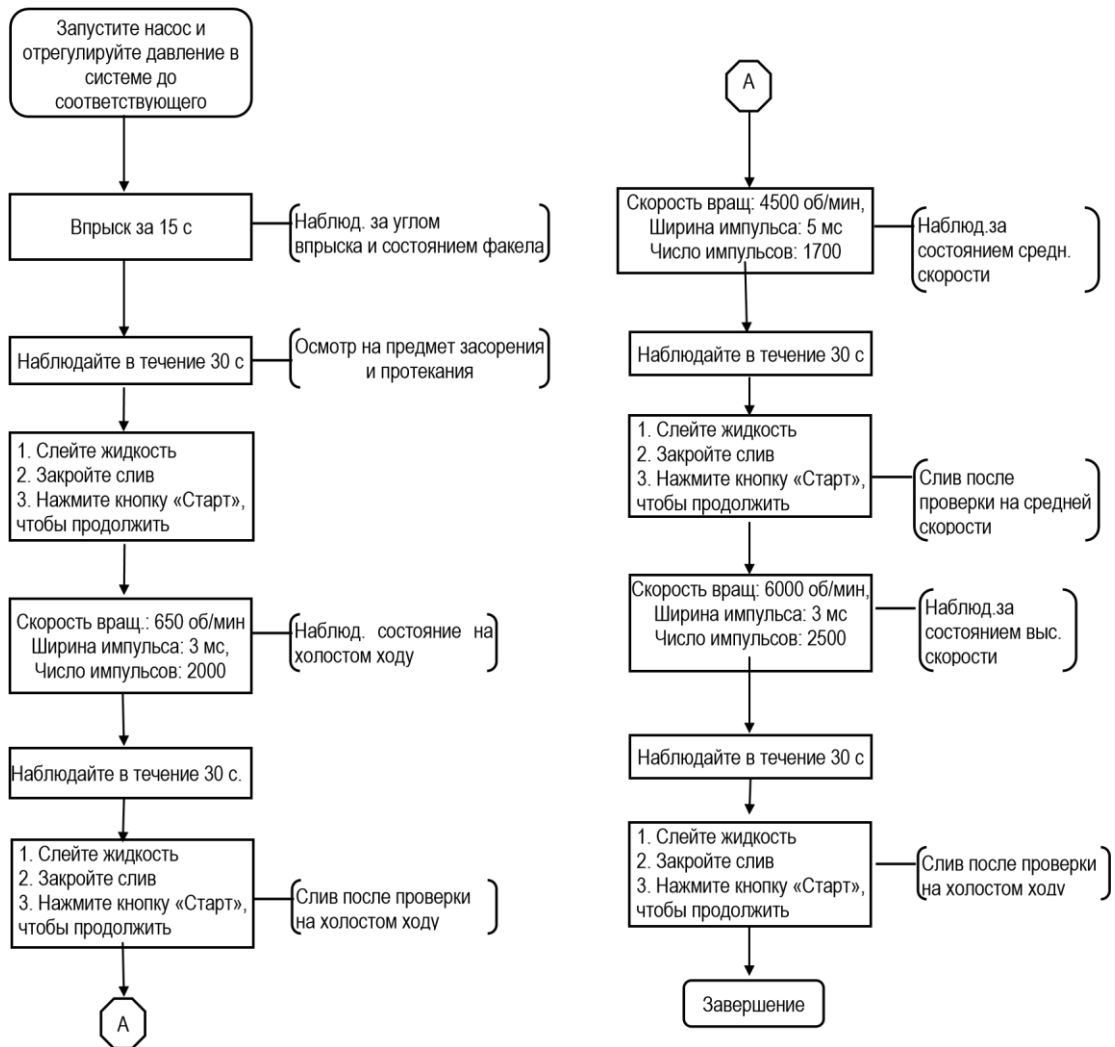 Запустите насос и
отрегулируйте давление в
системе до
соответствующего
Впрыск за 15 с
Наблюд. за углом
впрыска и состоянием факела
Наблюдайте в течение 30 с
Осмотр на предмет засорения
и протекания
1. Слейте жидкость
2. Закройте слив
3. Нажмите кнопку «Старт»,
чтобы продолжить
Скорость вращ.: 650 об/мин
Ширина импульса: 3 мс,
Число импульсов: 2000
Наблюд. состояние на
холостом ходу
Наблюдайте в течение 30 с.
1. Слейте жидкость
2. Закройте слив
3. Нажмите кнопку «Старт»,
чтобы продолжить
Слив после проверки
на холостом ходу
А
А
Скорость вращ: 4500 об/мин,
Ширина импульса: 5 мс
Число импульсов: 1700
Наблюд.за
состоянием средн.
скорости
Наблюдайте в течение 30 с
1. Слейте жидкость
2. Закройте слив
3. Нажмите кнопку «Старт»,
чтобы продолжить
Слив после
проверки на средней
скорости
Скорость вращ: 6000 об/мин,
Ширина импульса: 3 мс
Число импульсов: 2500
Наблюд.за
состоянием выс.
скорости
Наблюдайте в течение 30 с
1. Слейте жидкость
2. Закройте слив
3. Нажмите кнопку «Старт»,
чтобы продолжить
Слив после проверки
на холостом ходу
Завершение